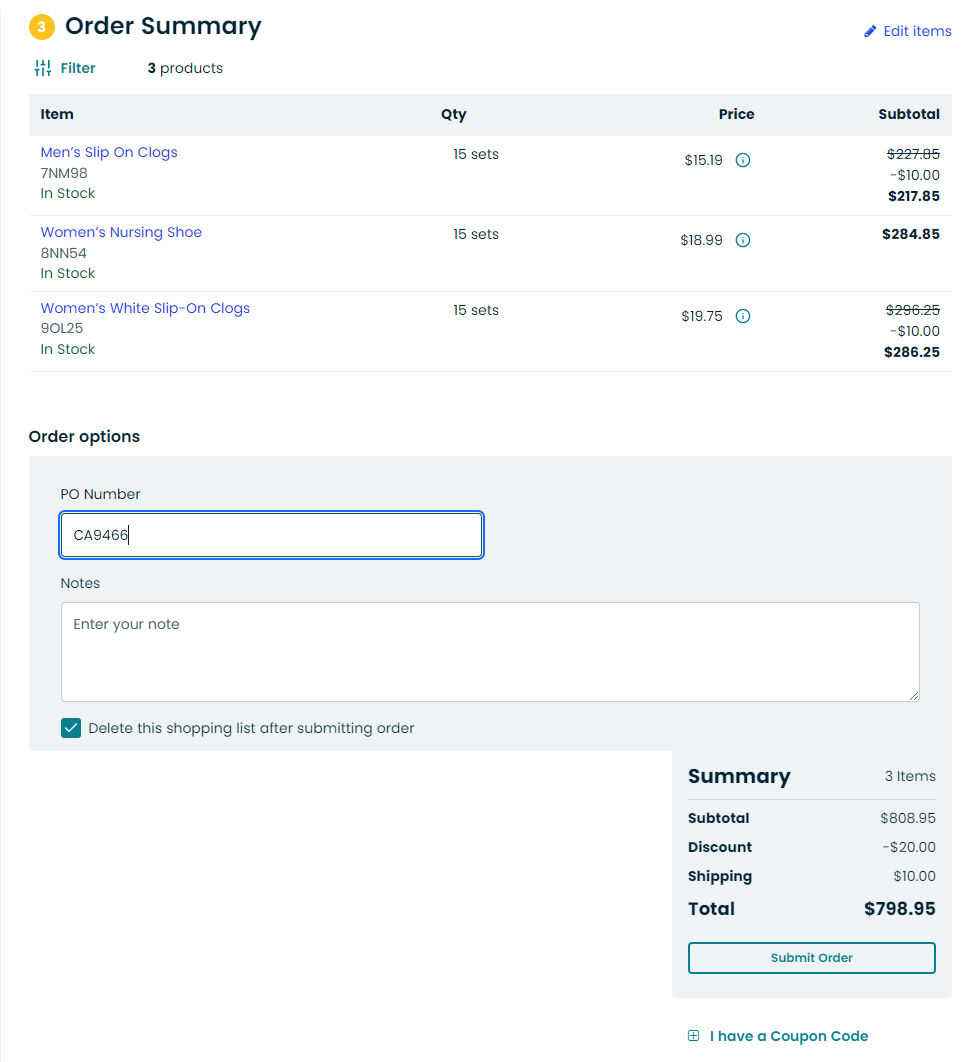 3 Order Summary
Edit items
Filter 3 products
Item Qty Price Subtotal
Men’s Slip On Clogs 15 sets $15.19 $227.85
7NM98 -$10.00
In Stock $217.85
Women’s Nursing Shoe 15 sets $18.99 $284.85
8NN54
In Stock
Women’s White Slip-On Clogs 15 sets $19.75 $296.25
9OL25 -$10.00
In Stock $286.25
Order options
PO Number
CA9466
Notes
Enter your note
Delete this shopping list after submitting order
Summary 3 Items
Subtotal $808.95
Discount -$20.00
Shipping $10.00
Total $798.95
Submit Order
I have a Coupon Code